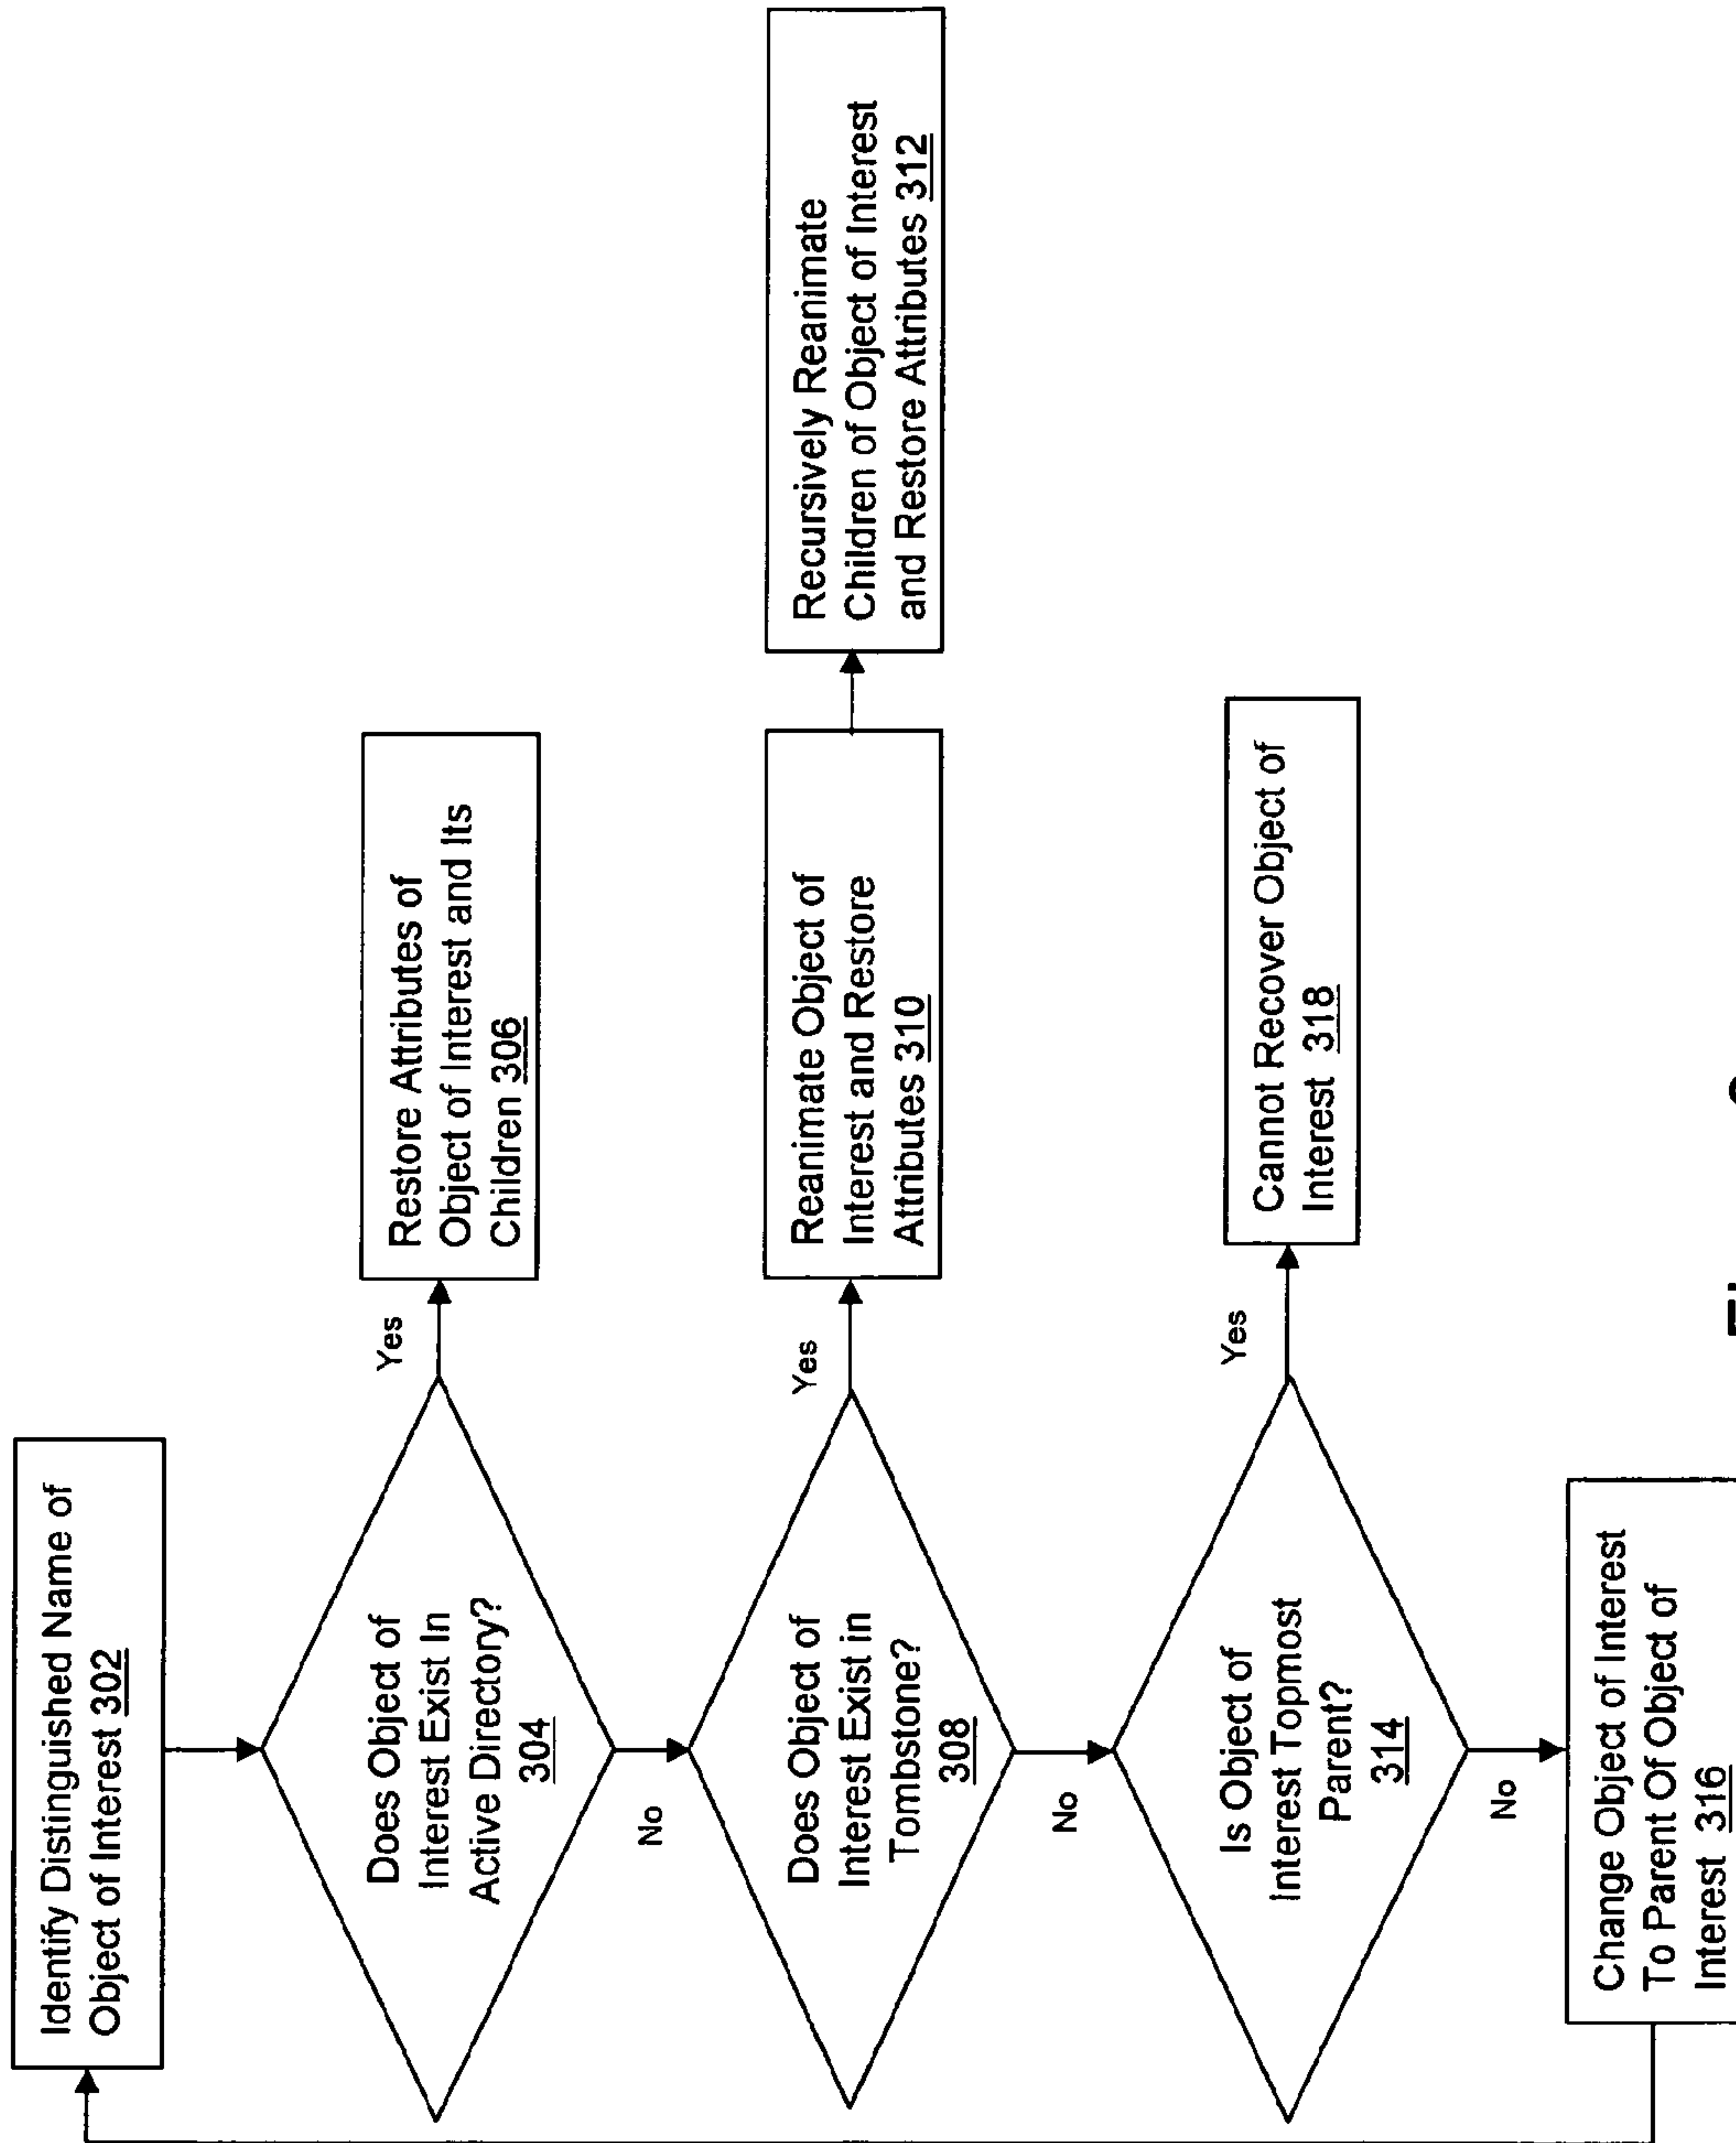 Identify Distinguished Name of
Object of Interest 302
Does Object of
Interest Exist In
Active Directory?
304
Yes
Restore Attributes of
Object of Interest and Its
Children 306
No
Does Object of
Interest Exist in
Tombstone?
308
Yes
Reanimate Object of
Interest and Restore
Attributes 310
Recursively Reanimate
Children of Object of Interest
and Restore Attributes 312
No
Is Object of
Interest Topmost
Parent?
314
Yes
Cannot Recover Object of
Interest 318
No
Change Object of Interest
To Parent Of Object of
Interest 316